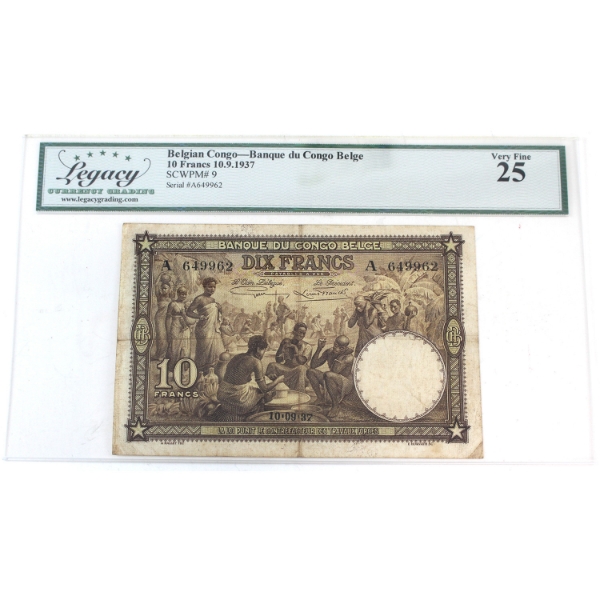 Legacy
CURRENCY GRADING
www.legacygrading.com
Belgian Congo—Banque du Congo Belge
10 Francs 10.9.1937
SCWPM# 9
Serial #A649962
Very Fine
25
BANQUE DU CONGO BELGE
DIX FRANCS
A 649962
A 649962
10
FRANCS
10-09-37